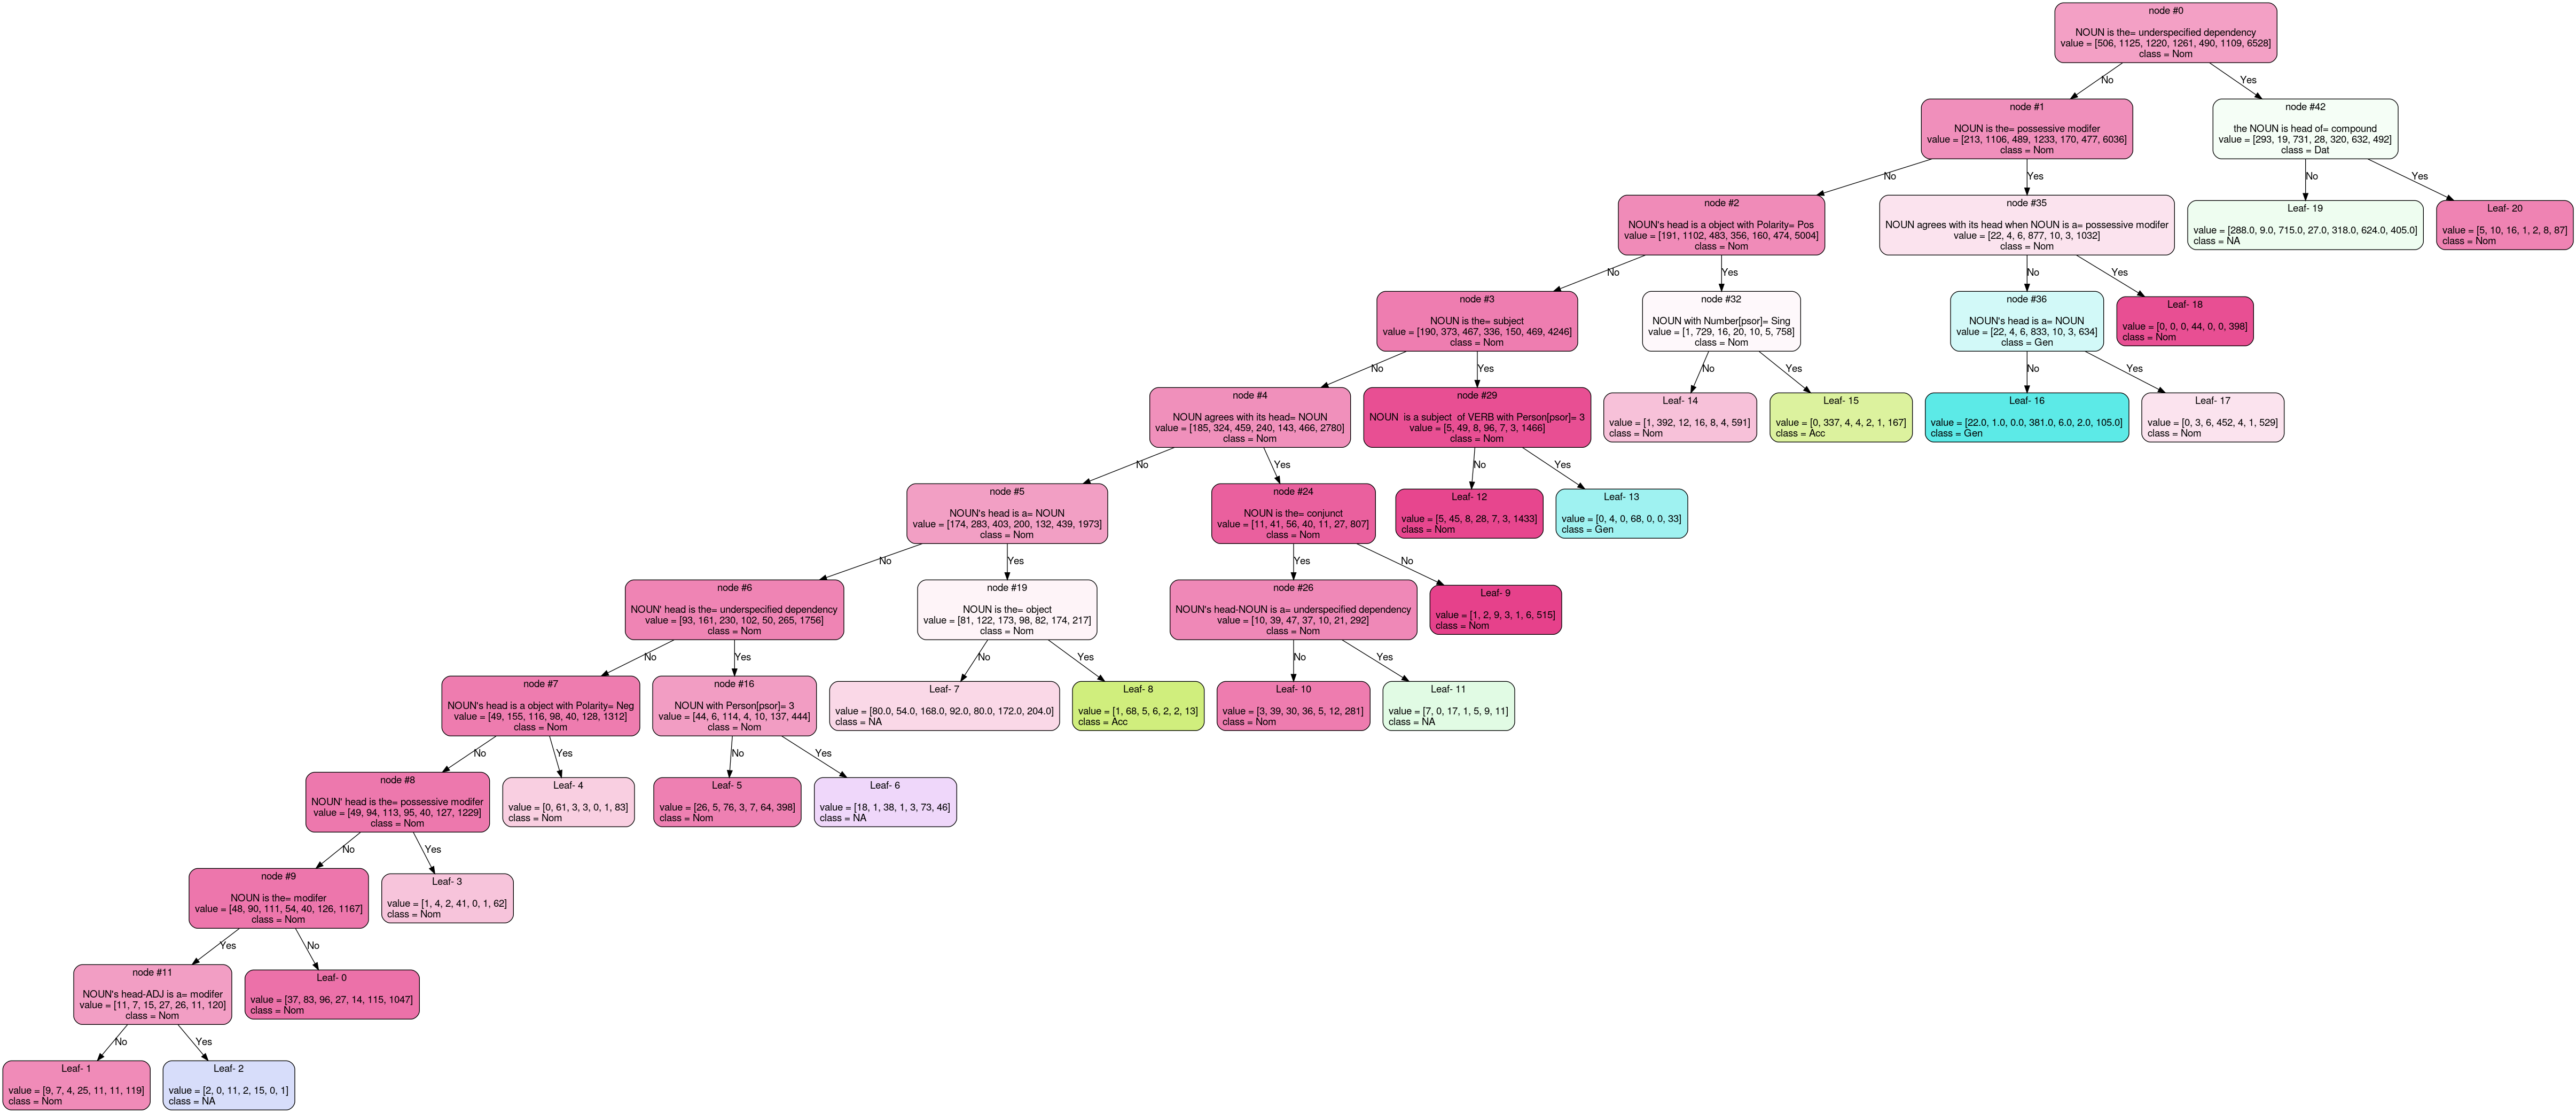 node #0
NOUN is the= underspecified dependency
value = [506, 1125, 1220, 1261, 490, 1109, 6528]
class = Nom
No
Yes
node #1
NOUN is the= possessive modifer
value = [213, 1106, 489, 1233, 170, 477, 6036]
class = Nom
node #42
the NOUN is head of= compound
value = [293, 19, 731, 28, 320, 632, 492]
class = Dat
No
Yes
No
Yes
node #2
NOUN's head is a object with Polarity= Pos
value = [191, 1102, 483, 356, 160, 474, 5004]
class = Nom
node #35
NOUN agrees with its head when NOUN is a= possessive modifer
value = [22, 4, 6, 877, 10, 3, 1032]
class = Nom
Leaf- 19
value = [288.0, 9.0, 715.0, 27.0, 318.0, 624.0, 405.0]
class = NA
Leaf- 20
value = [5, 10, 16, 1, 2, 8, 87]
class = Nom
No
Yes
No
Yes
node #3
NOUN is the= subject
value = [190, 373, 467, 336, 150, 469, 4246]
class = Nom
node #32
NOUN with Number[psor]= Sing
value = [1, 729, 16, 20, 10, 5, 758]
class = Nom
node #36
NOUN's head is a= NOUN
value = [22, 4, 6, 833, 10, 3, 634]
class = Gen
Leaf- 18
value = [0, 0, 0, 44, 0, 0, 398]
class = Nom
No
Yes
No
Yes
No
Yes
node #4
NOUN agrees with its head= NOUN
value = [185, 324, 459, 240, 143, 466, 2780]
class = Nom
node #29
NOUN  is a subject  of VERB with Person[psor]= 3
value = [5, 49, 8, 96, 7, 3, 1466]
class = Nom
Leaf- 14
value = [1, 392, 12, 16, 8, 4, 591]
class = Nom
Leaf- 15
value = [0, 337, 4, 4, 2, 1, 167]
class = Acc
Leaf- 16
value = [22.0, 1.0, 0.0, 381.0, 6.0, 2.0, 105.0]
class = Gen
Leaf- 17
value = [0, 3, 6, 452, 4, 1, 529]
class = Nom
No
Yes
No
Yes
node #5
NOUN's head is a= NOUN
value = [174, 283, 403, 200, 132, 439, 1973]
class = Nom
node #24
NOUN is the= conjunct
value = [11, 41, 56, 40, 11, 27, 807]
class = Nom
Leaf- 12
value = [5, 45, 8, 28, 7, 3, 1433]
class = Nom
Leaf- 13
value = [0, 4, 0, 68, 0, 0, 33]
class = Gen
No
Yes
Yes
No
node #6
NOUN' head is the= underspecified dependency
value = [93, 161, 230, 102, 50, 265, 1756]
class = Nom
node #19
NOUN is the= object
value = [81, 122, 173, 98, 82, 174, 217]
class = Nom
node #26
NOUN's head-NOUN is a= underspecified dependency
value = [10, 39, 47, 37, 10, 21, 292]
class = Nom
Leaf- 9
value = [1, 2, 9, 3, 1, 6, 515]
class = Nom
No
Yes
No
Yes
No
Yes
node #7
NOUN's head is a object with Polarity= Neg
value = [49, 155, 116, 98, 40, 128, 1312]
class = Nom
node #16
NOUN with Person[psor]= 3
value = [44, 6, 114, 4, 10, 137, 444]
class = Nom
Leaf- 7
value = [80.0, 54.0, 168.0, 92.0, 80.0, 172.0, 204.0]
class = NA
Leaf- 8
value = [1, 68, 5, 6, 2, 2, 13]
class = Acc
Leaf- 10
value = [3, 39, 30, 36, 5, 12, 281]
class = Nom
Leaf- 11
value = [7, 0, 17, 1, 5, 9, 11]
class = NA
No
Yes
No
Yes
node #8
NOUN' head is the= possessive modifer
value = [49, 94, 113, 95, 40, 127, 1229]
class = Nom
Leaf- 4
value = [0, 61, 3, 3, 0, 1, 83]
class = Nom
Leaf- 5
value = [26, 5, 76, 3, 7, 64, 398]
class = Nom
Leaf- 6
value = [18, 1, 38, 1, 3, 73, 46]
class = NA
No
Yes
node #9
NOUN is the= modifer
value = [48, 90, 111, 54, 40, 126, 1167]
class = Nom
Leaf- 3
value = [1, 4, 2, 41, 0, 1, 62]
class = Nom
Yes
No
node #11
NOUN's head-ADJ is a= modifer
value = [11, 7, 15, 27, 26, 11, 120]
class = Nom
Leaf- 0
value = [37, 83, 96, 27, 14, 115, 1047]
class = Nom
No
Yes
Leaf- 1
value = [9, 7, 4, 25, 11, 11, 119]
class = Nom
Leaf- 2
value = [2, 0, 11, 2, 15, 0, 1]
class = NA